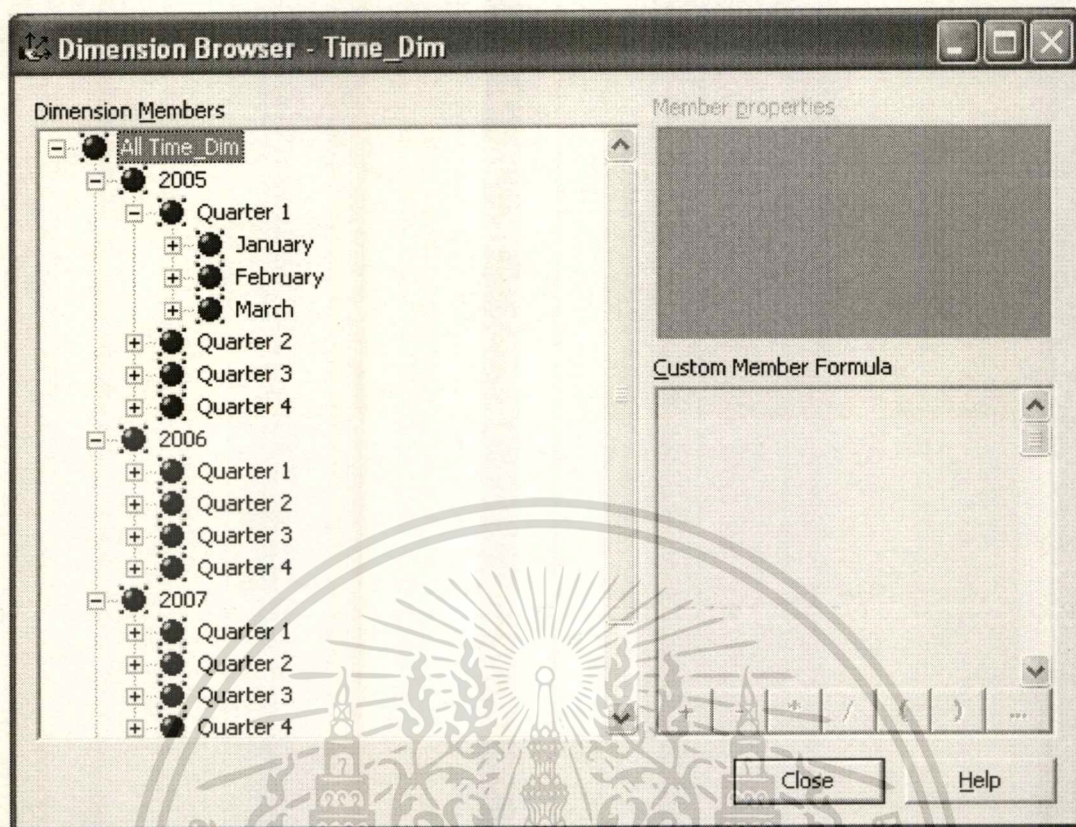 Dimension Browser - Time_Dim
Dimension Members
All Time_Dim
2005
Quarter 1
January
February
March
Quarter 2
Quarter 3
Quarter 4
2006
Quarter 1
Quarter 2
Quarter 3
Quarter 4
2007
Quarter 1
Quarter 2
Quarter 3
Quarter 4
Member properties
Custom Member Formula
+ - * / ( ) ...
Close Help